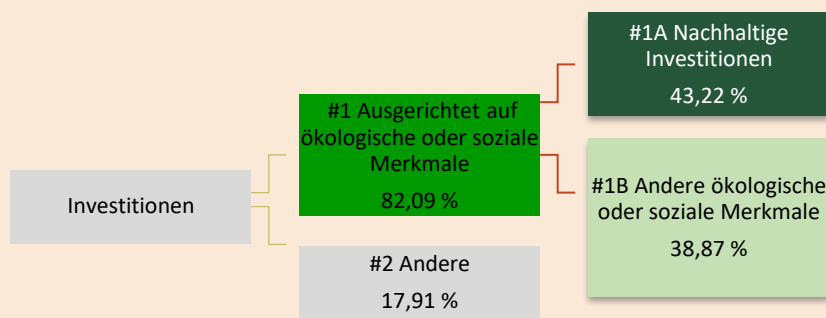 Investitionen
#1 Ausgerichtet auf
ökologische oder soziale
Merkmale
82,09 %
#2 Andere
17,91 %
#1A Nachhaltige
Investitionen
43,22 %
#1B Andere ökologische
oder soziale Merkmale
38,87 %